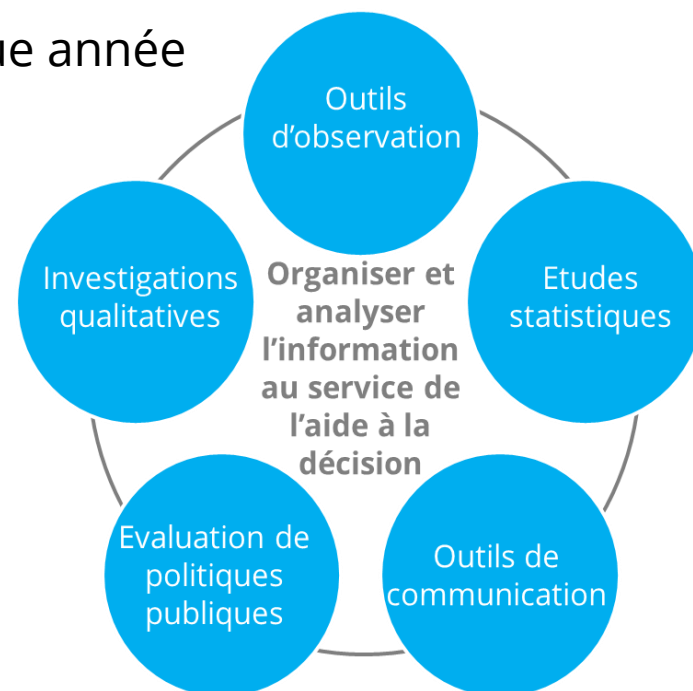 ue année
Outils
d’observation
Investigations
qualitatives
Organiser et
analyser
l’information
au service de
l’aide à la
décision
Etudes
statistiques
Evaluation de
politiques
publiques
Outils de
communication